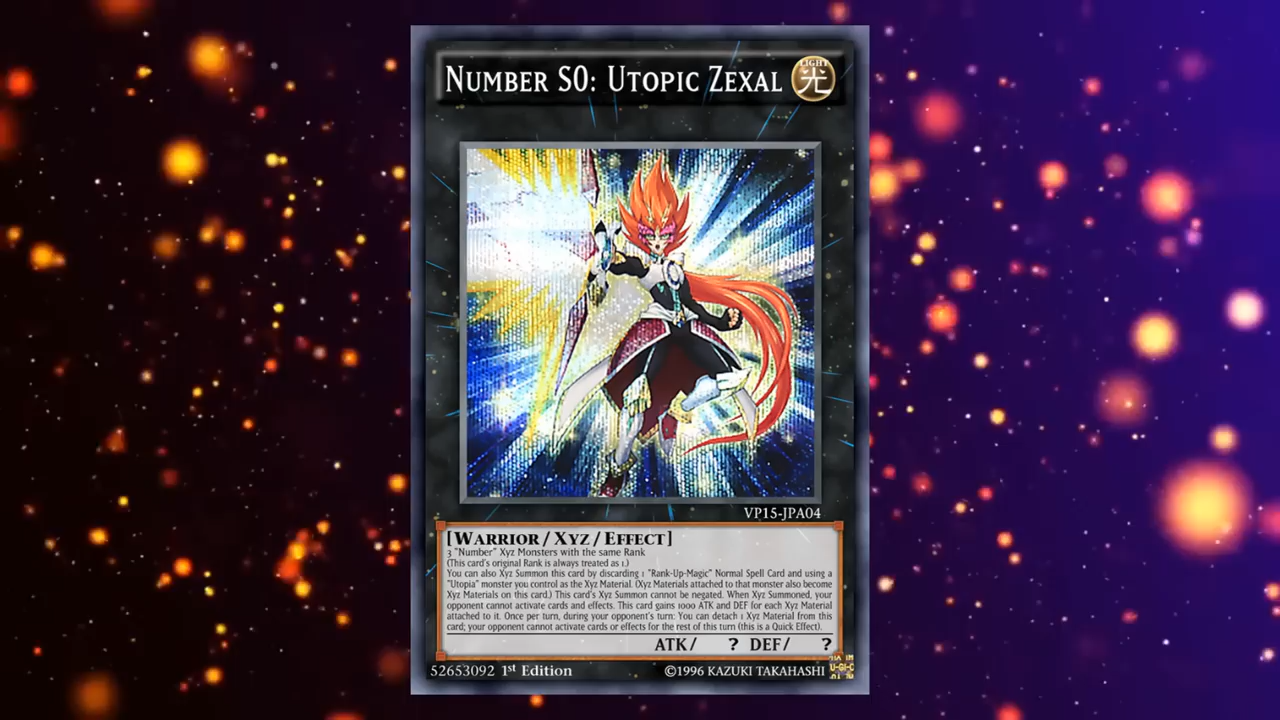 NUMBER S0: UTOPIC ZEXAL
LIGHT
光
VP15-JPA04
[WARRIOR / XYZ / EFFECT]
3 "Number" Xyz Monsters with the same Rank
(This card's original Rank is always treated as 1.)
You can also Xyz Summon this card by discarding 1 "Rank-Up-Magic" Normal Spell Card and using a
"Utopia" monster you control as the Xyz Material. (Xyz Materials attached to that monster also become
Xyz Materials on this card.) This card's Xyz Summon cannot be negated. When Xyz Summoned, your
opponent cannot activate cards and effects. This card gains 1000 ATK and DEF for each Xyz Material
attached to it. Once per turn, during your opponent's turn: You can detach 1 Xyz Material from this
card; your opponent cannot activate cards or effects for the rest of this turn (this is a Quick Effect).
ATK/ ? DEF/ ?
52653092 1st Edition ©1996 KAZUKI TAKAHASHI